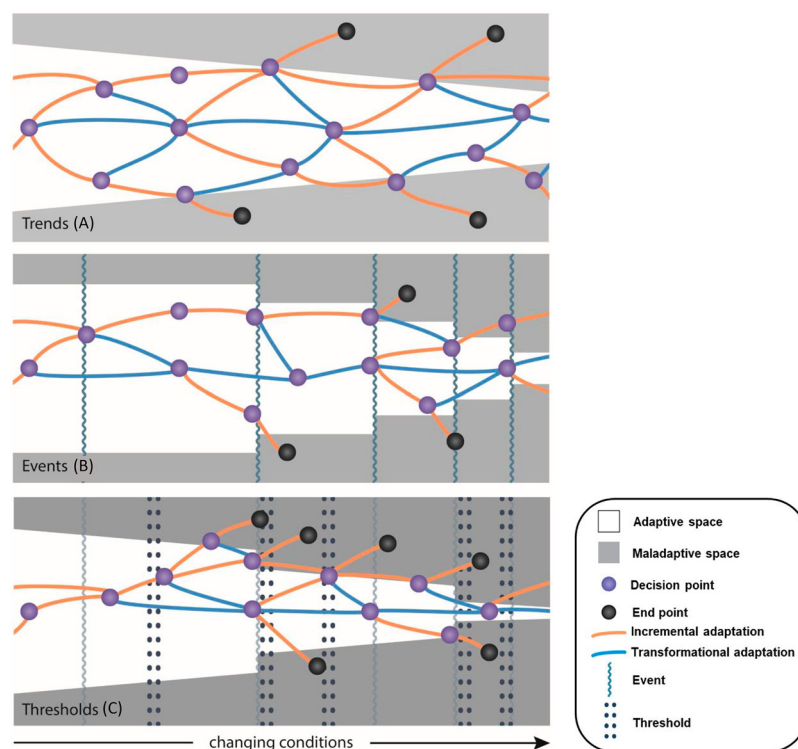 Trends (A)
Events (B)
Thresholds (C)
changing conditions
Adaptive space
Maladaptive space
Decision point
End point
Incremental adaptation
Transformational adaptation
Event
Threshold